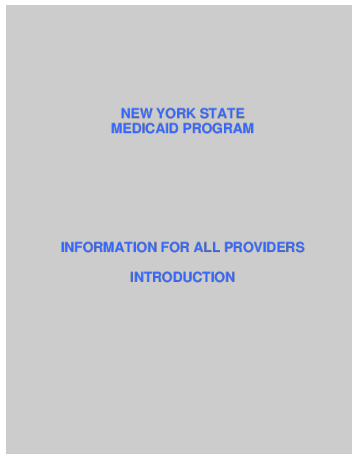 NEW YORK STATE
MEDICAID PROGRAM
INFORMATION FOR ALL PROVIDERS
INTRODUCTION